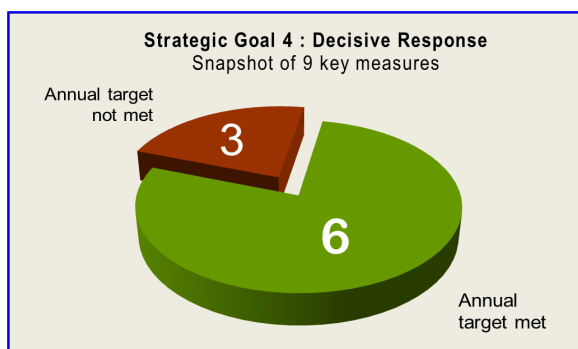 Strategic Goal 4 : Decisive Response
Snapshot of 9 key measures
Annual target
not met
3
6
Annual
target met